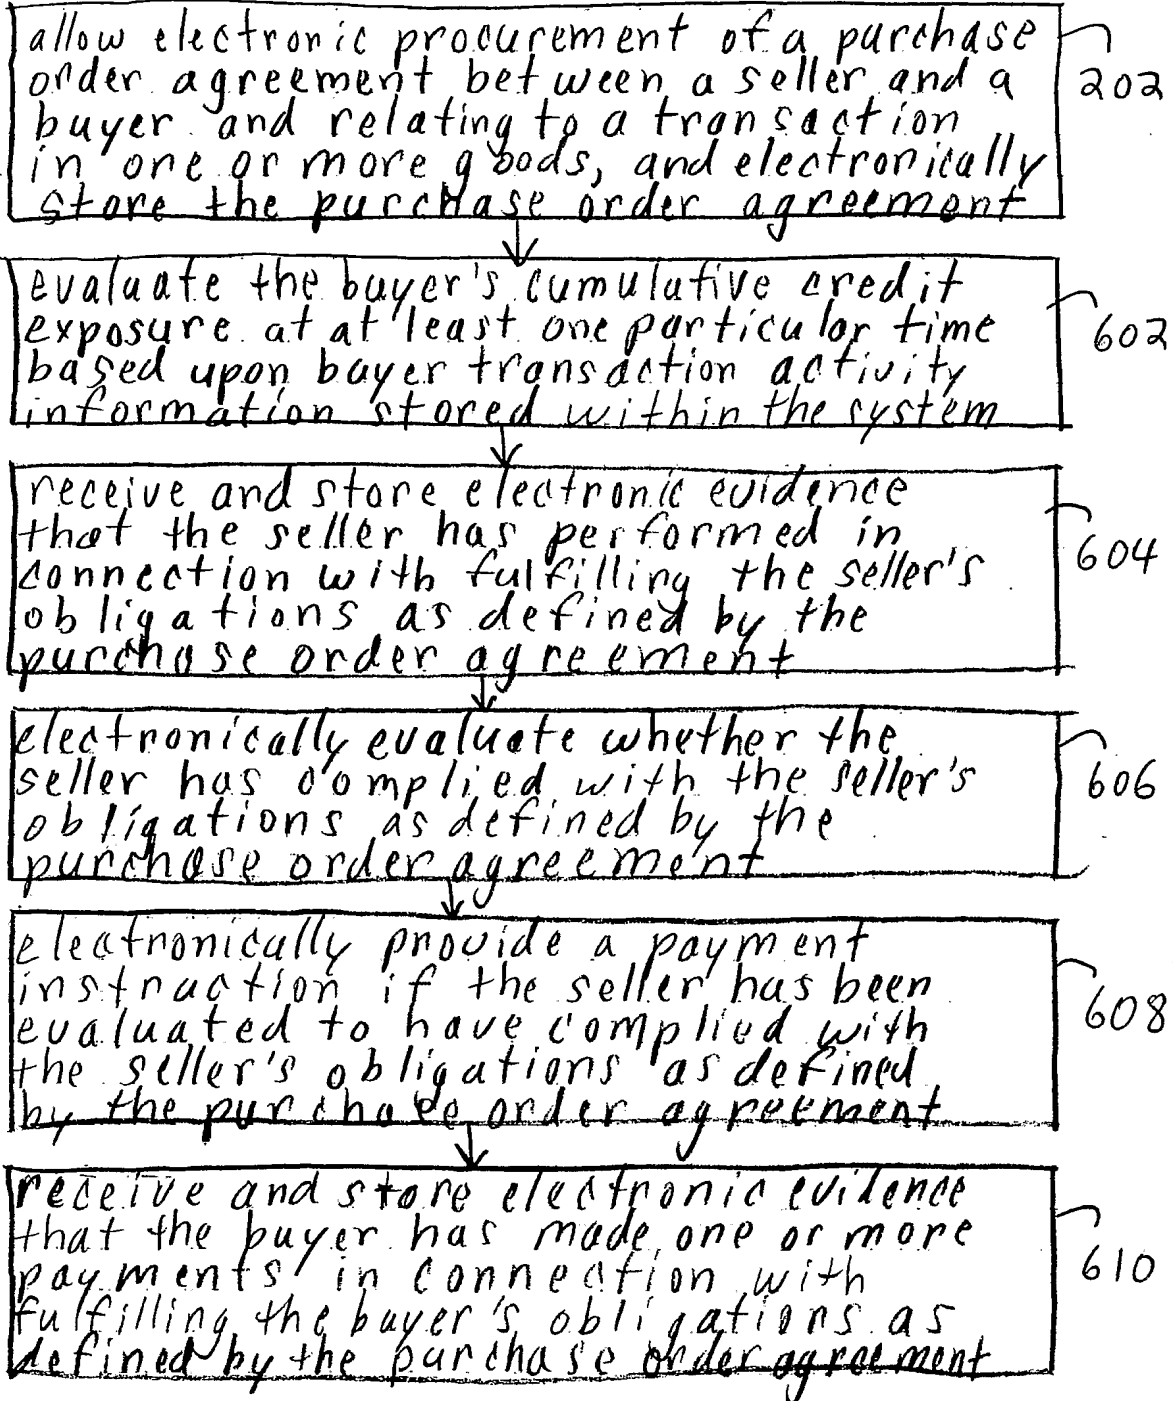 allow electronic procurement of a purchase
order agreement between a seller and a
buyer and relating to a transaction
in one or more goods, and electronically
store the purchase order agreement
202
evaluate the buyer's cumulative credit
exposure at at least one particular time
based upon buyer transaction activity
information stored within the system
602
receive and store electronic evidence
that the seller has performed in
connection with fulfilling the seller's
obligations as defined by the
purchase order agreement
604
electronically evaluate whether the
seller has complied with the seller's
obligations as defined by the
purchase order agreement
606
electronically provide a payment
instruction if the seller has been
evaluated to have complied with
the seller's obligations as defined
by the purchase order agreement
608
receive and store electronic evidence
that the buyer has made one or more
payments in connection with
fulfilling the buyer's obligations as
defined by the purchase order agreement
610